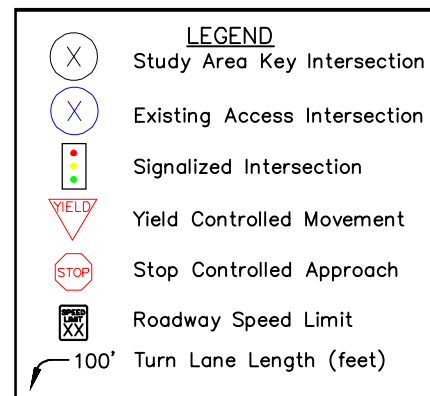 LEGEND
X Study Area Key Intersection
X Existing Access Intersection
Signalized Intersection
YIELD Yield Controlled Movement
STOP Stop Controlled Approach
SPEED LIMIT XX Roadway Speed Limit
100' Turn Lane Length (feet)